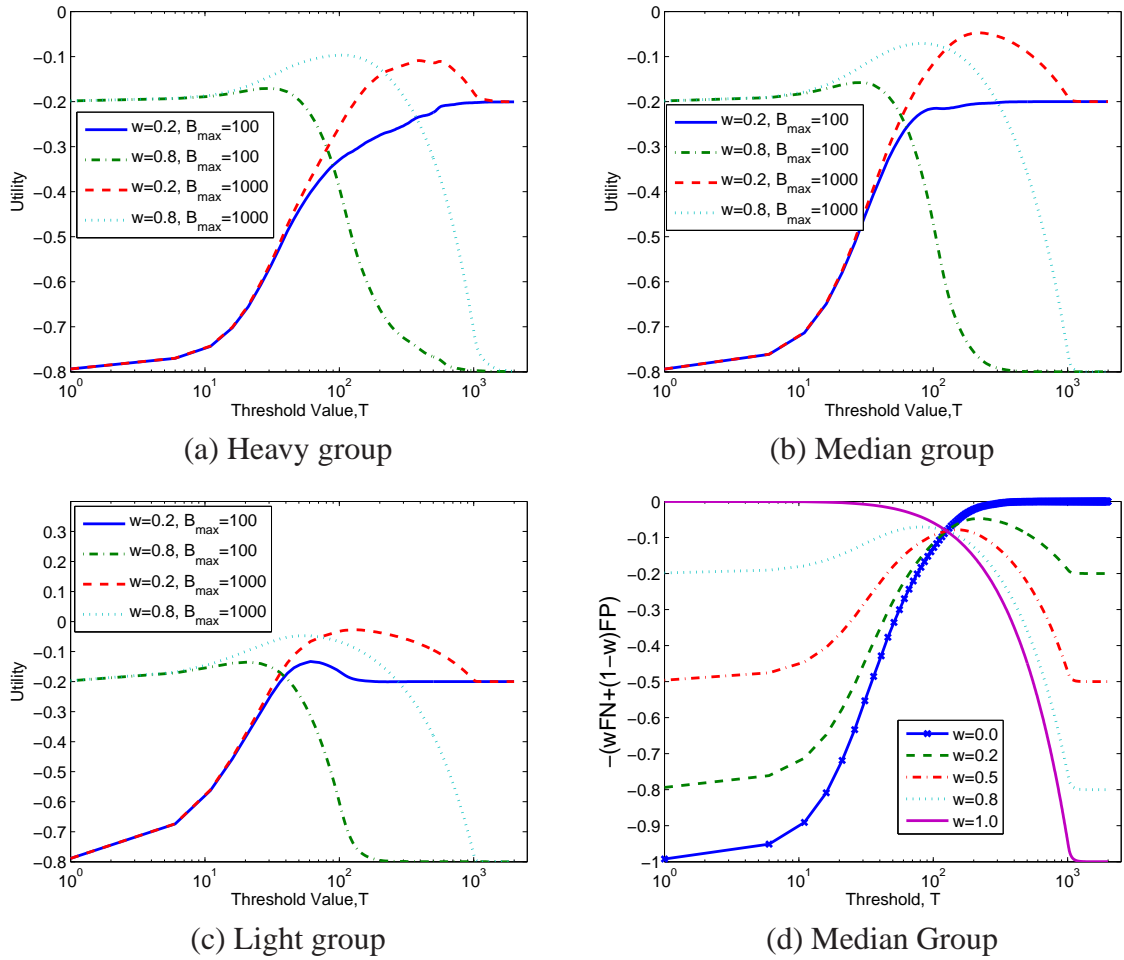 0
−0.1
−0.2
−0.3
−0.4
−0.5
−0.6
−0.7
−0.8
Utility
w=0.2, B_max=100
w=0.8, B_max=100
w=0.2, B_max=1000
w=0.8, B_max=1000
10^0 10^1 10^2 10^3
Threshold Value,T
(a) Heavy group
0
−0.1
−0.2
−0.3
−0.4
−0.5
−0.6
−0.7
−0.8
Utility
w=0.2, B_max=100
w=0.8, B_max=100
w=0.2, B_max=1000
w=0.8, B_max=1000
10^0 10^1 10^2 10^3
Threshold Value,T
(b) Median group
0.3
0.2
0.1
0
−0.1
−0.2
−0.3
−0.4
−0.5
−0.6
−0.7
−0.8
Utility
w=0.2, B_max=100
w=0.8, B_max=100
w=0.2, B_max=1000
w=0.8, B_max=1000
10^0 10^1 10^2 10^3
Threshold Value,T
(c) Light group
0
−0.1
−0.2
−0.3
−0.4
−0.5
−0.6
−0.7
−0.8
−0.9
−1
−(wFN+(1−w)FP)
w=0.0
w=0.2
w=0.5
w=0.8
w=1.0
10^0 10^1 10^2 10^3
Threshold, T
(d) Median Group